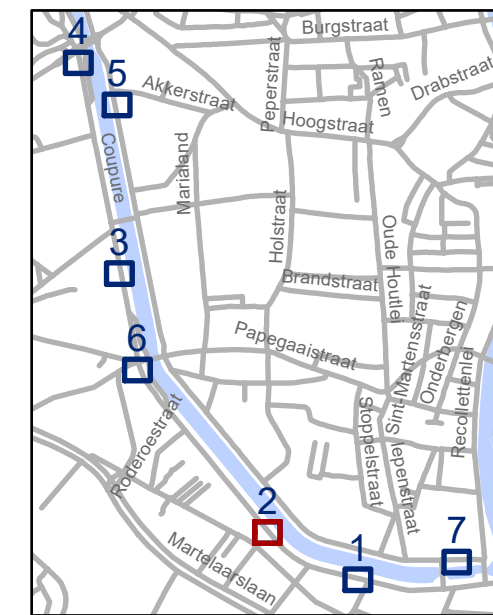 Burgstraat
4
Peperstraat
Ramen
Drabstraat
5
Akkerstraat
Hoogstraat
Coupure
Marialand
Holstraat
Oude Houtlei
3
Brandstraat
Sint-Martensstraat
Onderbergen
Papegaaistraat
Recollettenlei
6
Roderoestraat
Stoppelstraat
Iepenstraat
2
Martelaarslaan
1
7